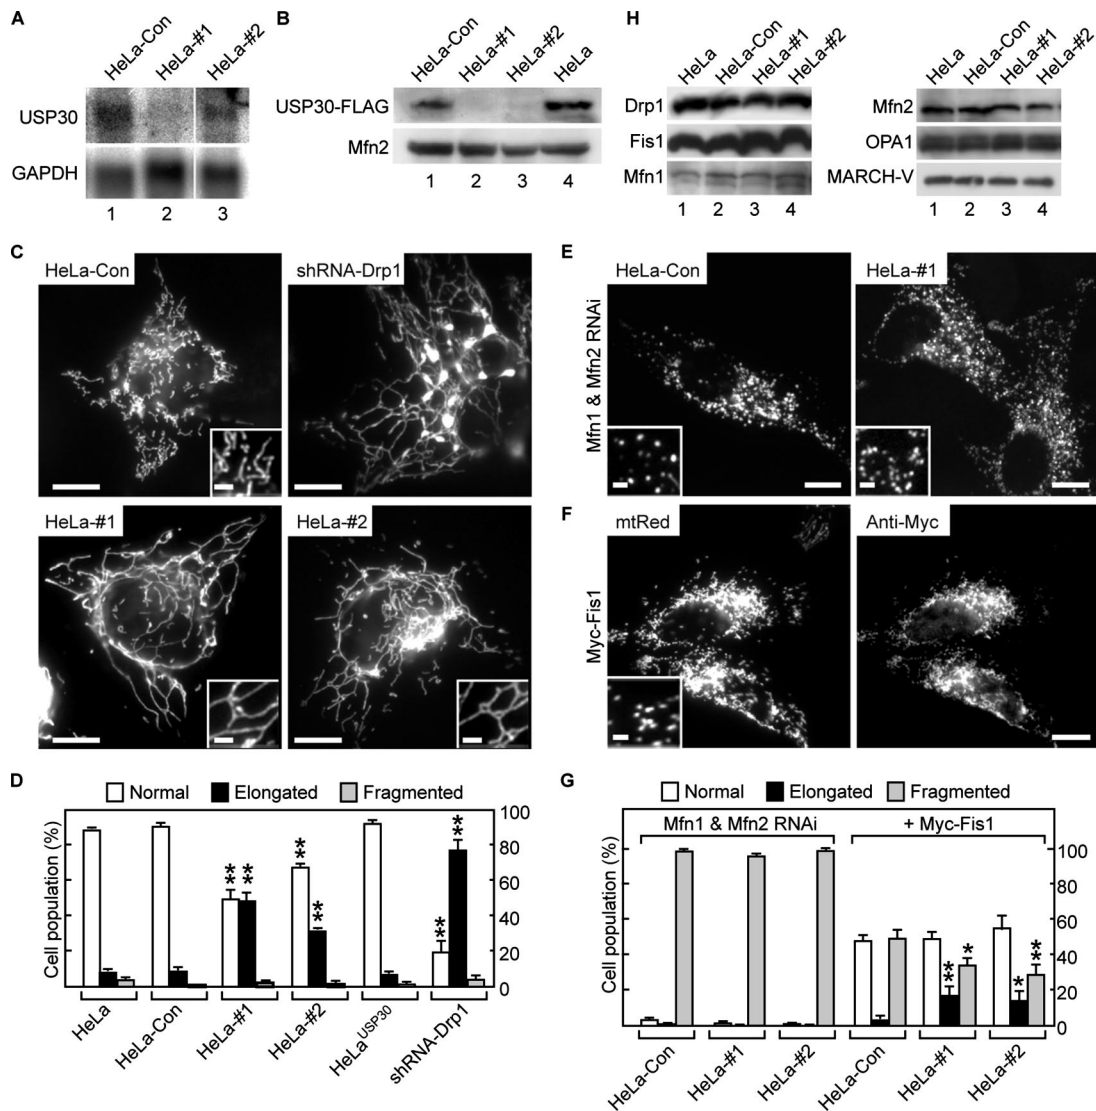 A
HeLa-Con
HeLa-#1
HeLa-#2
USP30
GAPDH
1 2 3
B
HeLa-Con
HeLa-#1
HeLa-#2
HeLa
USP30-FLAG
Mfn2
1 2 3 4
H
HeLa
HeLa-Con
HeLa-#1
HeLa-#2
Drp1
Fis1
Mfn1
1 2 3 4
HeLa
HeLa-Con
HeLa-#1
HeLa-#2
Mfn2
OPA1
MARCH-V
1 2 3 4
C
HeLa-Con
shRNA-Drp1
HeLa-#1
HeLa-#2
E
Mfn1 & Mfn2 RNAi
HeLa-Con
HeLa-#1
F
Myc-Fis1
mtRed
Anti-Myc
D
Normal Elongated Fragmented
Cell population (%)
100
80
60
40
20
0
** ** ** ** ** **
HeLa
HeLa-Con
HeLa-#1
HeLa-#2
HeLaUSP30
shRNA-Drp1
G
Normal Elongated Fragmented
Mfn1 & Mfn2 RNAi + Myc-Fis1
Cell population (%)
100
80
60
40
20
0
** * * **
HeLa-Con
HeLa-#1
HeLa-#2
HeLa-Con
HeLa-#1
HeLa-#2